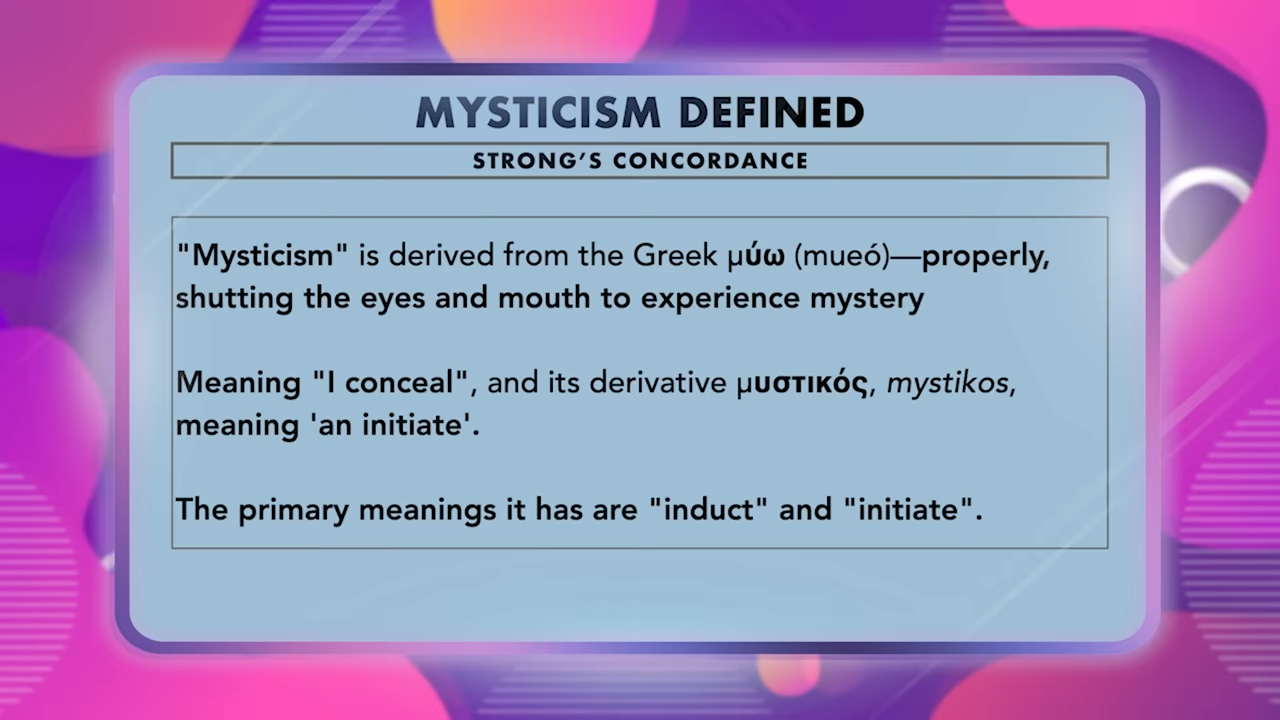 MYSTICISM DEFINED
STRONG’S CONCORDANCE
"Mysticism" is derived from the Greek μύω (mueó)—properly,
shutting the eyes and mouth to experience mystery
Meaning "I conceal", and its derivative μυστικός, mystikos,
meaning 'an initiate'.
The primary meanings it has are "induct" and "initiate".